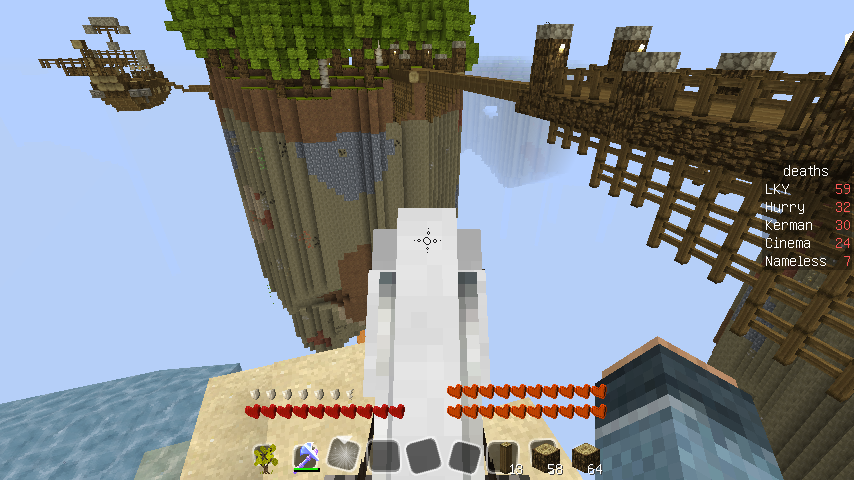 deaths
LKY 59
Hurry 32
Kerman 30
Cinema 24
Nameless 7
18 58 64